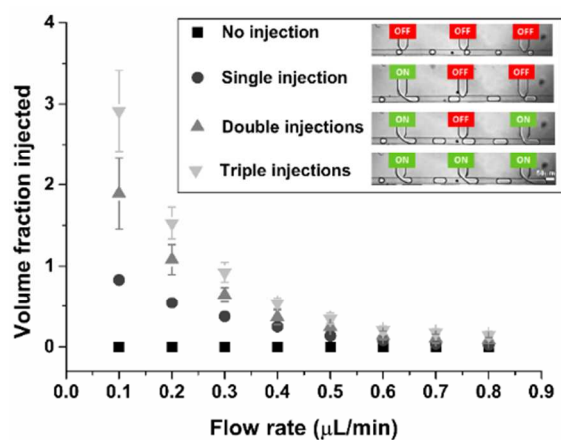 No injection
OFF OFF OFF
Single injection
ON OFF OFF
Double injections
ON OFF ON
Triple injections
ON ON ON
Volume fraction injected
4
3
2
1
0
0.0 0.1 0.2 0.3 0.4 0.5 0.6 0.7 0.8 0.9
Flow rate (μL/min)